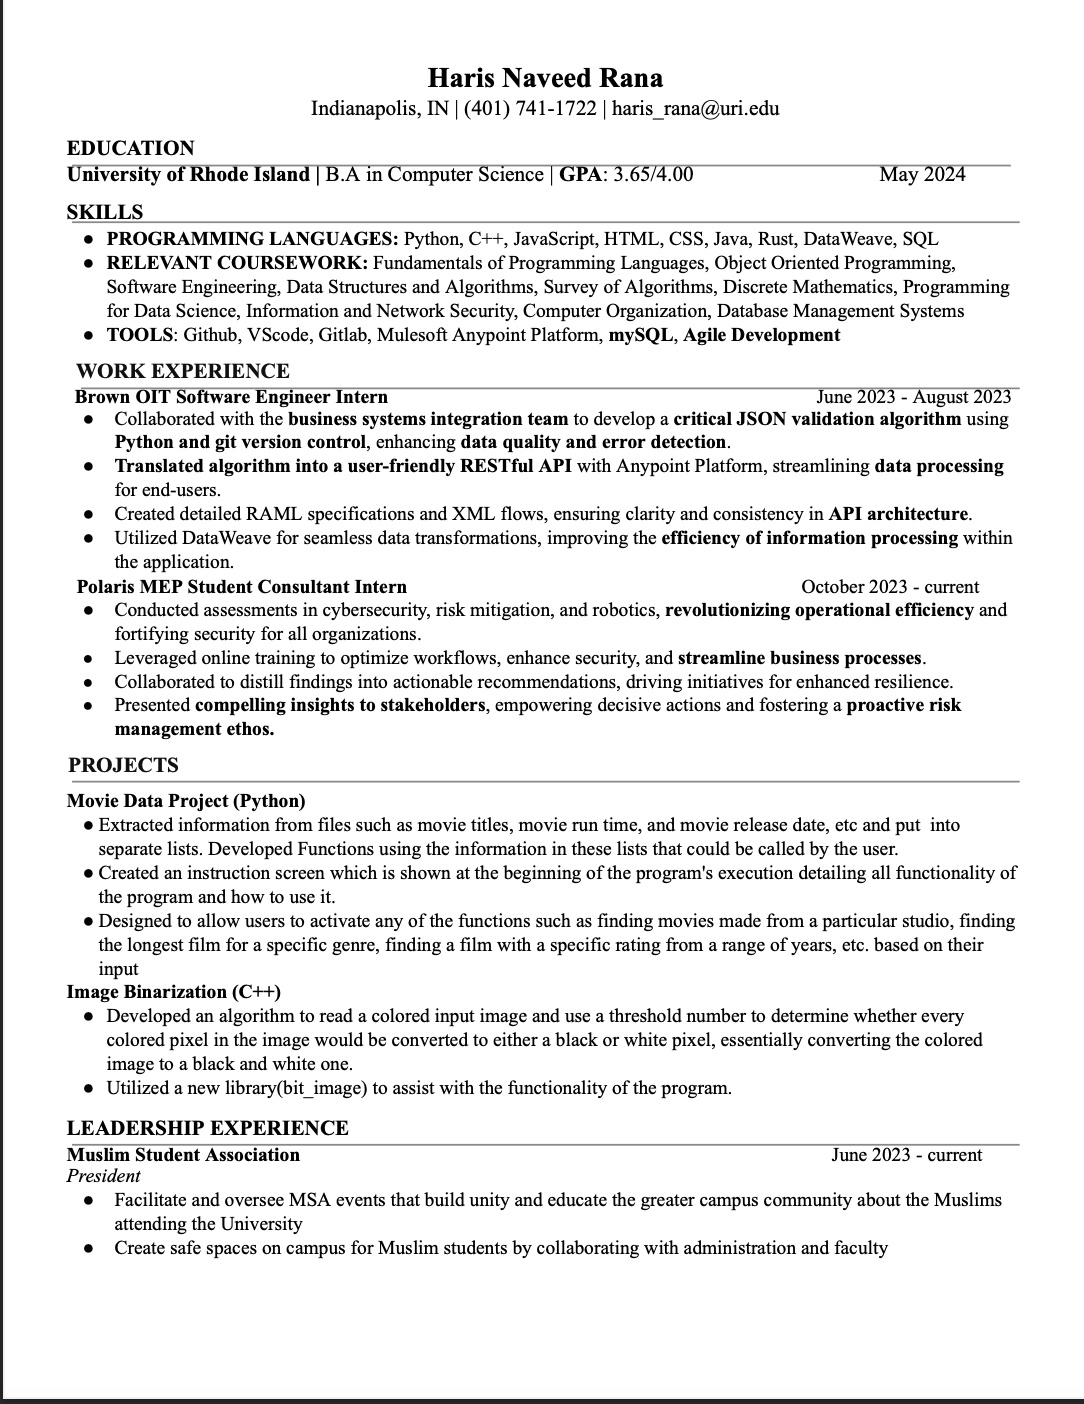 Haris Naveed Rana
Indianapolis, IN | (401) 741-1722 | haris_rana@uri.edu
EDUCATION
University of Rhode Island | B.A in Computer Science | GPA: 3.65/4.00 May 2024
SKILLS
● PROGRAMMING LANGUAGES: Python, C++, JavaScript, HTML, CSS, Java, Rust, DataWeave, SQL
● RELEVANT COURSEWORK: Fundamentals of Programming Languages, Object Oriented Programming,
Software Engineering, Data Structures and Algorithms, Survey of Algorithms, Discrete Mathematics, Programming
for Data Science, Information and Network Security, Computer Organization, Database Management Systems
● TOOLS: Github, VScode, Gitlab, Mulesoft Anypoint Platform, mySQL, Agile Development
WORK EXPERIENCE
Brown OIT Software Engineer Intern June 2023 - August 2023
● Collaborated with the business systems integration team to develop a critical JSON validation algorithm using
Python and git version control, enhancing data quality and error detection.
● Translated algorithm into a user-friendly RESTful API with Anypoint Platform, streamlining data processing
for end-users.
● Created detailed RAML specifications and XML flows, ensuring clarity and consistency in API architecture.
● Utilized DataWeave for seamless data transformations, improving the efficiency of information processing within
the application.
Polaris MEP Student Consultant Intern October 2023 - current
● Conducted assessments in cybersecurity, risk mitigation, and robotics, revolutionizing operational efficiency and
fortifying security for all organizations.
● Leveraged online training to optimize workflows, enhance security, and streamline business processes.
● Collaborated to distill findings into actionable recommendations, driving initiatives for enhanced resilience.
● Presented compelling insights to stakeholders, empowering decisive actions and fostering a proactive risk
management ethos.
PROJECTS
Movie Data Project (Python)
● Extracted information from files such as movie titles, movie run time, and movie release date, etc and put  into
separate lists. Developed Functions using the information in these lists that could be called by the user.
● Created an instruction screen which is shown at the beginning of the program's execution detailing all functionality of
the program and how to use it.
● Designed to allow users to activate any of the functions such as finding movies made from a particular studio, finding
the longest film for a specific genre, finding a film with a specific rating from a range of years, etc. based on their
input
Image Binarization (C++)
● Developed an algorithm to read a colored input image and use a threshold number to determine whether every
colored pixel in the image would be converted to either a black or white pixel, essentially converting the colored
image to a black and white one.
● Utilized a new library(bit_image) to assist with the functionality of the program.
LEADERSHIP EXPERIENCE
Muslim Student Association June 2023 - current
President
● Facilitate and oversee MSA events that build unity and educate the greater campus community about the Muslims
attending the University
● Create safe spaces on campus for Muslim students by collaborating with administration and faculty